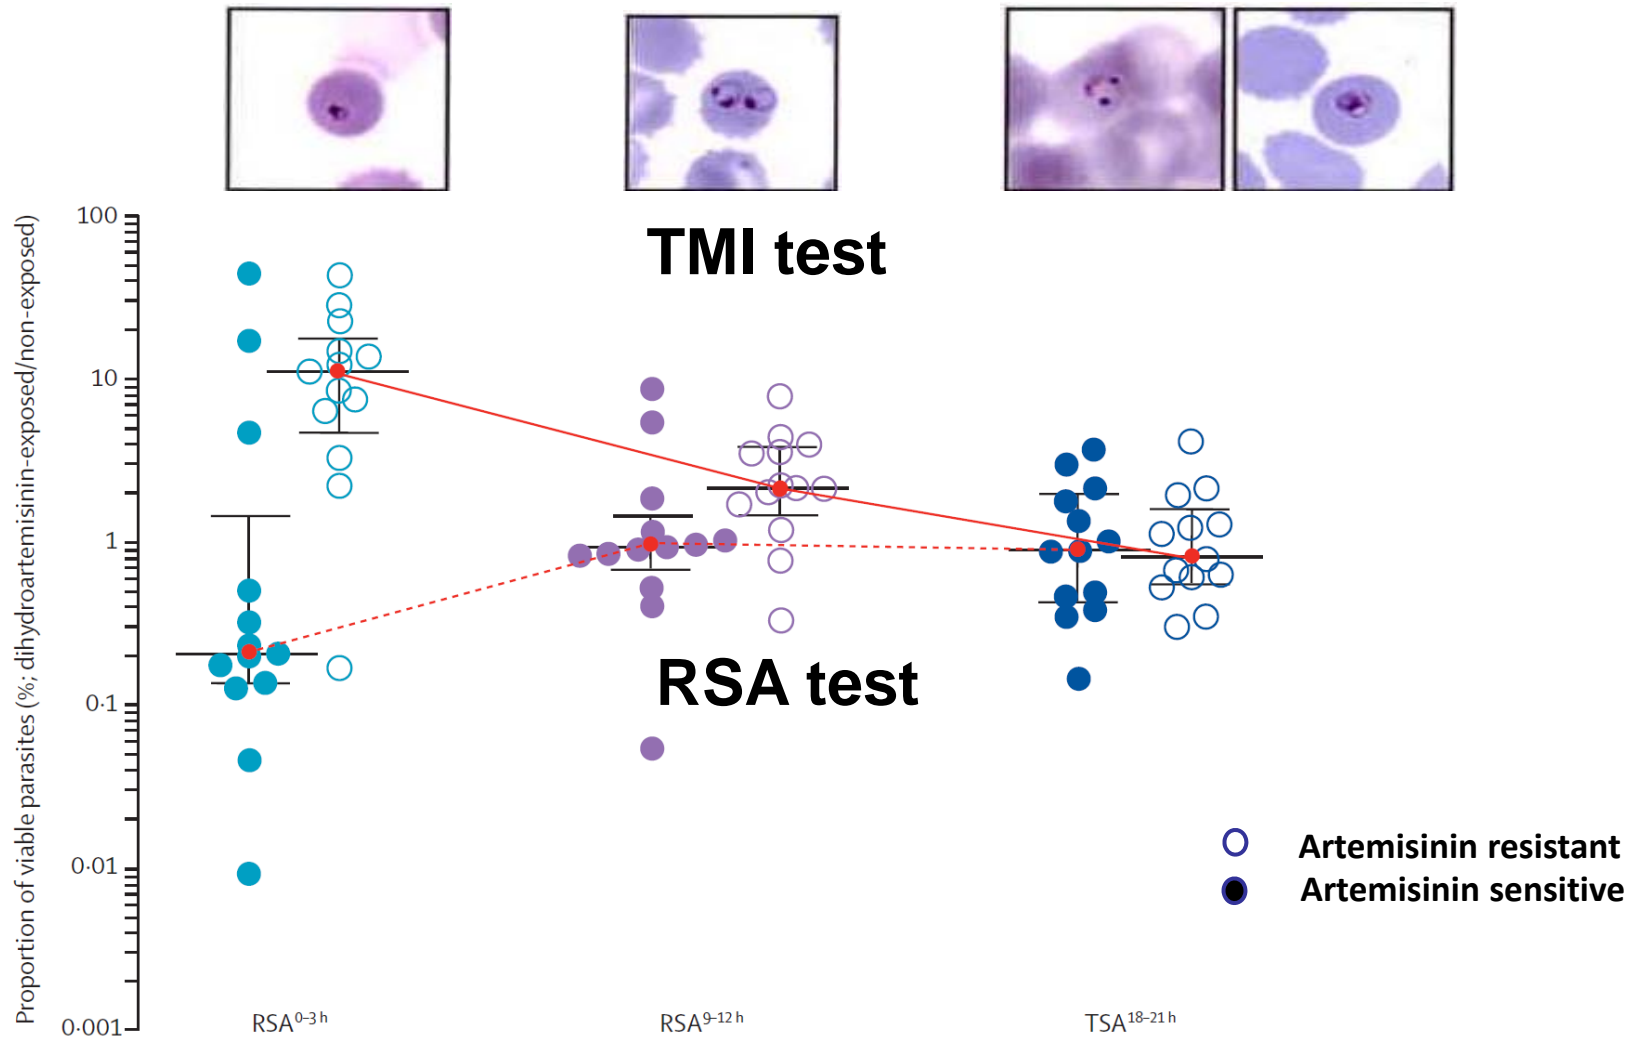 TMI test
RSA test
Proportion of viable parasites (%; dihydroartemisinin-exposed/non-exposed)
100
10
1
0·1
0·01
0·001
RSA0–3 h
RSA9–12 h
TSA18–21 h
Artemisinin resistant
Artemisinin sensitive